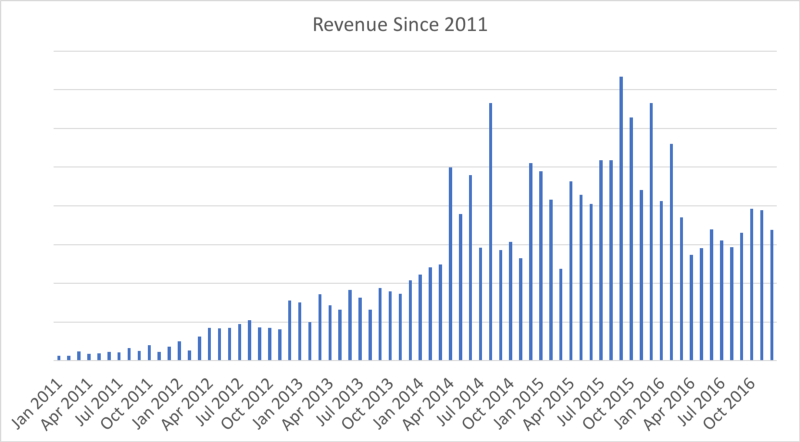 Revenue Since 2011
Jan 2011
Apr 2011
Jul 2011
Oct 2011
Jan 2012
Apr 2012
Jul 2012
Oct 2012
Jan 2013
Apr 2013
Jul 2013
Oct 2013
Jan 2014
Apr 2014
Jul 2014
Oct 2014
Jan 2015
Apr 2015
Jul 2015
Oct 2015
Jan 2016
Apr 2016
Jul 2016
Oct 2016